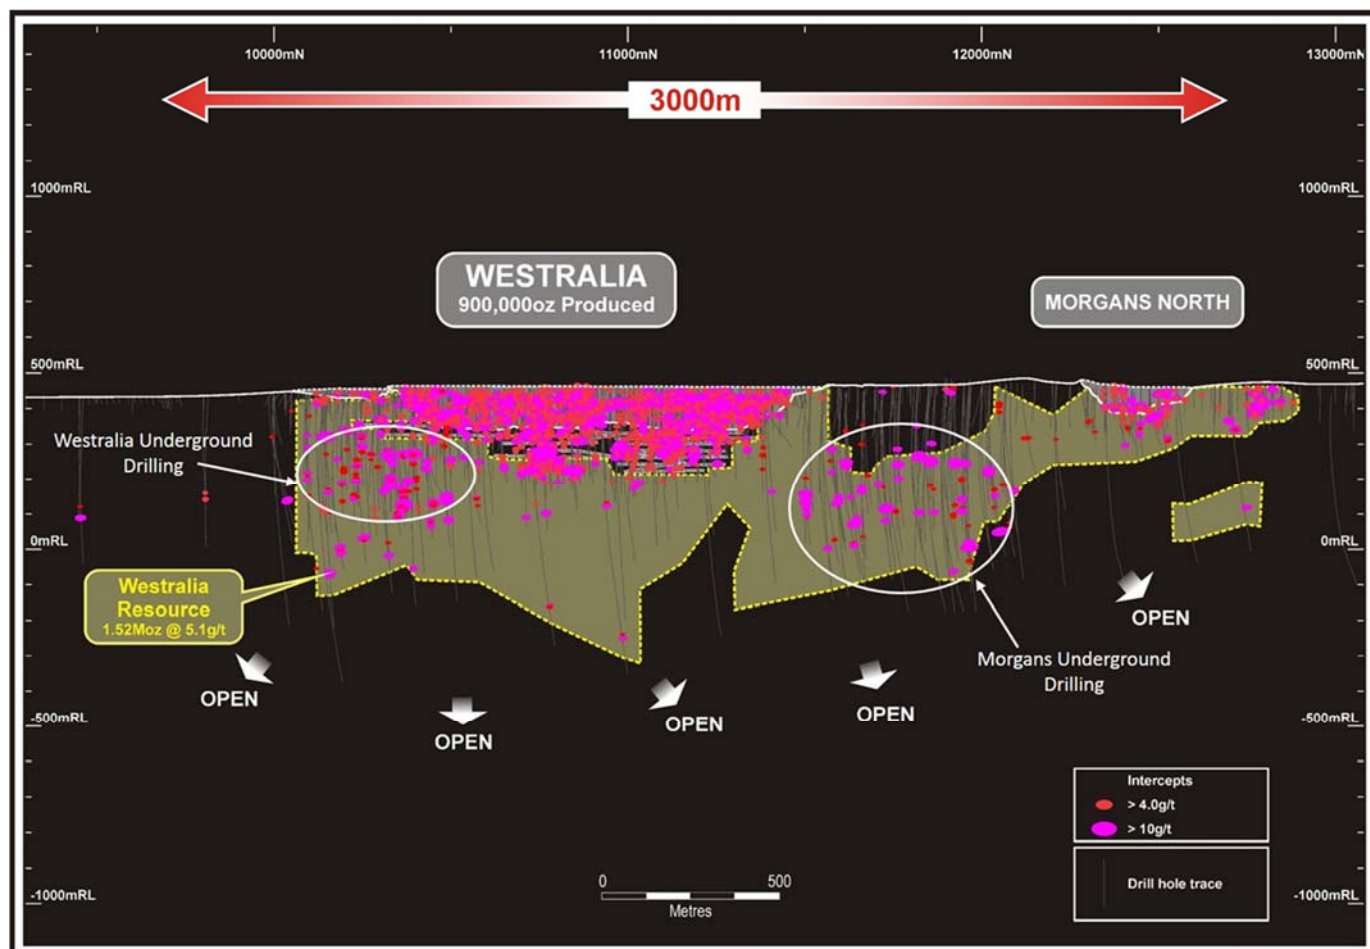 10000mN
11000mN
12000mN
13000mN
3000m
1000mRL
1000mRL
WESTRALIA
900,000oz Produced
MORGANS NORTH
500mRL
500mRL
Westralia Underground
Drilling
0mRL
0mRL
Westralia
Resource
1.52Moz @ 5.1g/t
OPEN
Morgans Underground
Drilling
OPEN
OPEN
OPEN
OPEN
-500mRL
-500mRL
Intercepts
> 4.0g/t
> 10g/t
0
500
Metres
Drill hole trace
-1000mRL
-1000mRL